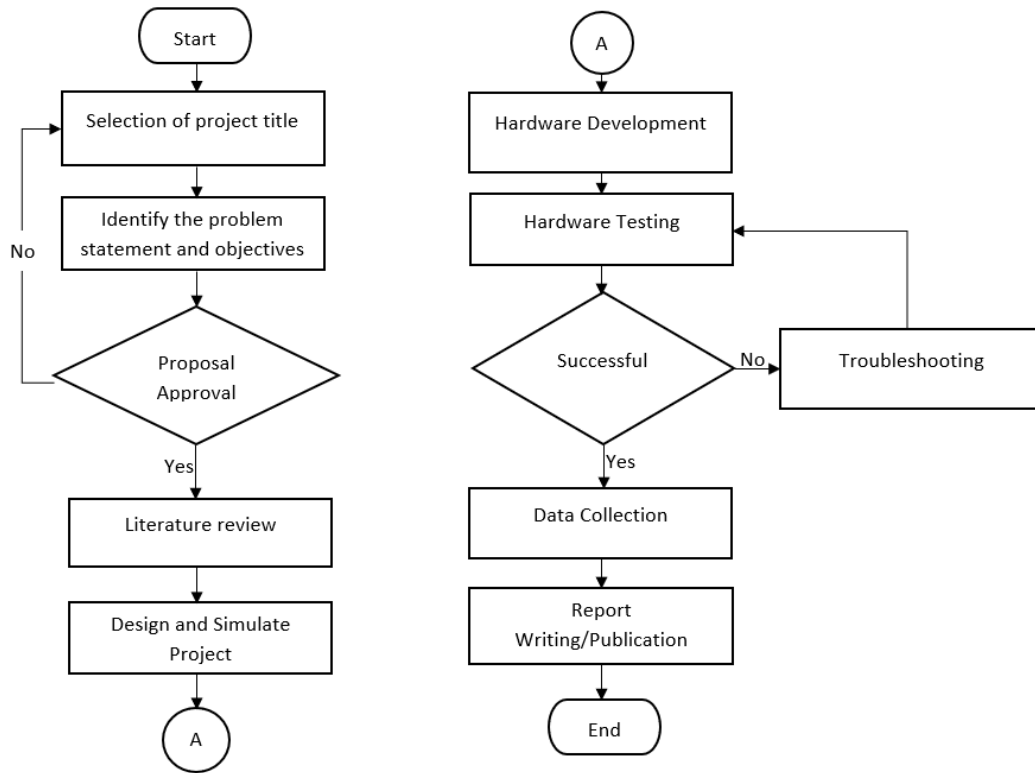 Start
Selection of project title
Identify the problem
statement and objectives
No
Proposal
Approval
Yes
Literature review
Design and Simulate
Project
A
A
Hardware Development
Hardware Testing
Successful
No
Troubleshooting
Yes
Data Collection
Report
Writing/Publication
End